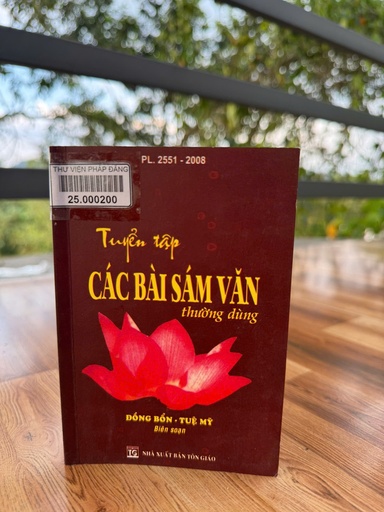 PL. 2551 - 2008
THƯ VIỆN PHÁP ĐĂNG
25.000200
Tuyển tập
CÁC BÀI SÁM VĂN
thường dùng
ĐỒNG BỔN - TUỆ MỸ
Biên soạn
TG
NHÀ XUẤT BẢN TÔN GIÁO